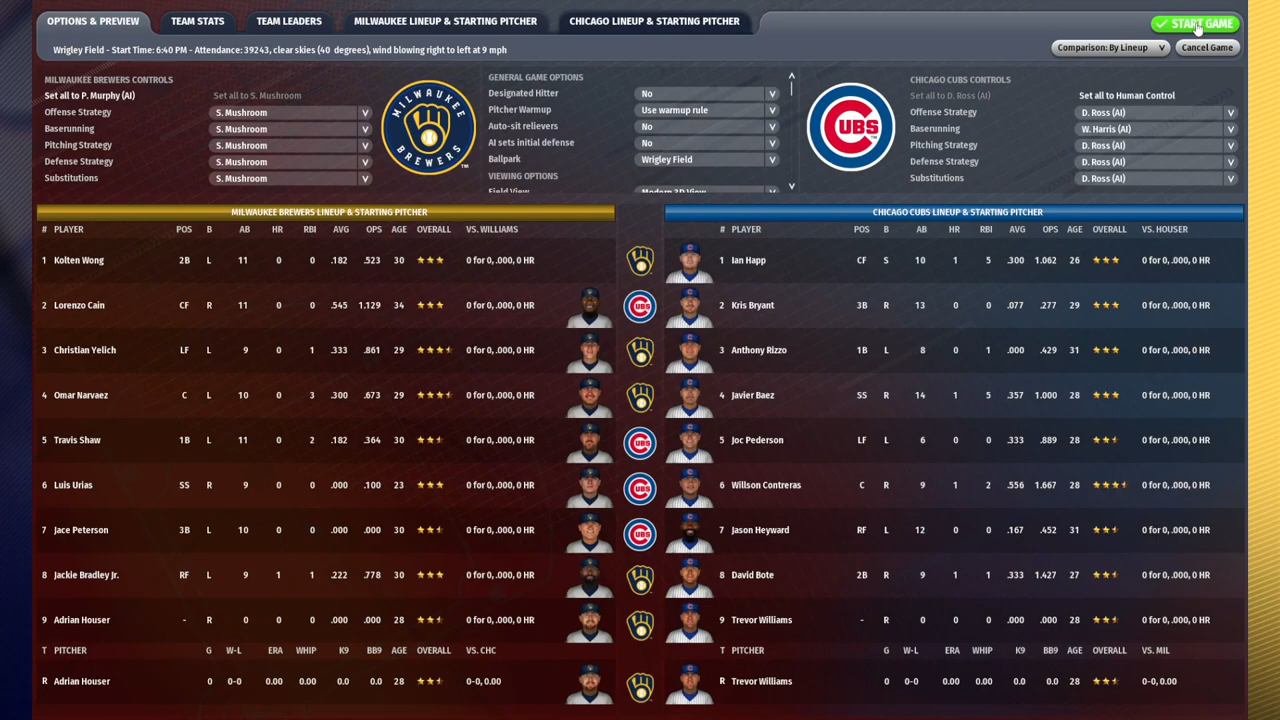 OPTIONS & PREVIEW TEAM STATS TEAM LEADERS MILWAUKEE LINEUP & STARTING PITCHER CHICAGO LINEUP & STARTING PITCHER START GAME
Wrigley Field - Start Time: 6:40 PM - Attendance: 39243, clear skies (40 degrees), wind blowing right to left at 9 mph Comparison: By Lineup Cancel Game
MILWAUKEE BREWERS CONTROLS
Set all to P. Murphy (AI) Set all to S. Mushroom
Offense Strategy S. Mushroom
Baserunning S. Mushroom
Pitching Strategy S. Mushroom
Defense Strategy S. Mushroom
Substitutions S. Mushroom
MILWAUKEE BREWERS
GENERAL GAME OPTIONS
Designated Hitter No
Pitcher Warmup Use warmup rule
Auto-sit relievers No
AI sets initial defense No
Ballpark Wrigley Field
VIEWING OPTIONS
Field View Modern 3D View
CUBS
CHICAGO CUBS CONTROLS
Set all to D. Ross (AI) Set all to Human Control
Offense Strategy D. Ross (AI)
Baserunning W. Harris (AI)
Pitching Strategy D. Ross (AI)
Defense Strategy D. Ross (AI)
Substitutions D. Ross (AI)
MILWAUKEE BREWERS LINEUP & STARTING PITCHER
# PLAYER POS B AB HR RBI AVG OPS AGE OVERALL VS. WILLIAMS
1 Kolten Wong 2B L 11 0 0 .182 .523 30 0 for 0, .000, 0 HR
2 Lorenzo Cain CF R 11 0 0 .545 1.129 34 0 for 0, .000, 0 HR
3 Christian Yelich LF L 9 0 1 .333 .861 29 0 for 0, .000, 0 HR
4 Omar Narvaez C L 10 0 3 .300 .673 29 0 for 0, .000, 0 HR
5 Travis Shaw 1B L 11 0 2 .182 .364 30 0 for 0, .000, 0 HR
6 Luis Urias SS R 9 0 0 .000 .100 23 0 for 0, .000, 0 HR
7 Jace Peterson 3B L 10 0 0 .000 .000 30 0 for 0, .000, 0 HR
8 Jackie Bradley Jr. RF L 9 1 1 .222 .778 30 0 for 0, .000, 0 HR
9 Adrian Houser - R 0 0 0 .000 .000 28 0 for 0, .000, 0 HR
T PITCHER G W-L ERA WHIP K9 BB9 AGE OVERALL VS. CHC
R Adrian Houser 0 0-0 0.00 0.00 0.0 0.0 28 0-0, 0.00
CUBS
CUBS
CUBS
CUBS
CHICAGO CUBS LINEUP & STARTING PITCHER
# PLAYER POS B AB HR RBI AVG OPS AGE OVERALL VS. HOUSER
1 Ian Happ CF S 10 1 5 .300 1.062 26 0 for 0, .000, 0 HR
2 Kris Bryant 3B R 13 0 0 .077 .277 29 0 for 0, .000, 0 HR
3 Anthony Rizzo 1B L 8 0 1 .000 .429 31 0 for 0, .000, 0 HR
4 Javier Baez SS R 14 1 5 .357 1.000 28 0 for 0, .000, 0 HR
5 Joc Pederson LF L 6 0 0 .333 .889 28 0 for 0, .000, 0 HR
6 Willson Contreras C R 9 1 2 .556 1.667 28 0 for 0, .000, 0 HR
7 Jason Heyward RF L 12 0 0 .167 .452 31 0 for 0, .000, 0 HR
8 David Bote 2B R 9 1 1 .333 1.427 27 0 for 0, .000, 0 HR
9 Trevor Williams - R 0 0 0 .000 .000 28 0 for 0, .000, 0 HR
T PITCHER G W-L ERA WHIP K9 BB9 AGE OVERALL VS. MIL
R Trevor Williams 0 0-0 0.00 0.00 0.0 0.0 28 0-0, 0.00